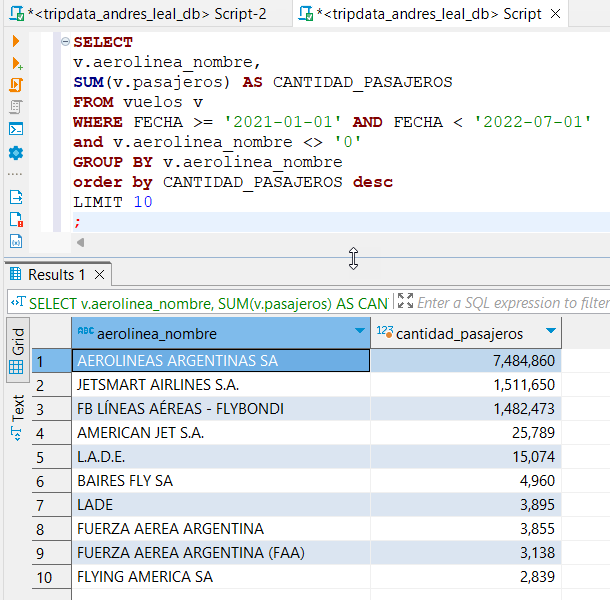 *<tripdata_andres_leal_db> Script-2
*<tripdata_andres_leal_db> Script
SELECT
v.aerolinea_nombre,
SUM(v.pasajeros) AS CANTIDAD_PASAJEROS
FROM vuelos v
WHERE FECHA >= '2021-01-01' AND FECHA < '2022-07-01'
and v.aerolinea_nombre <> '0'
GROUP BY v.aerolinea_nombre
order by CANTIDAD_PASAJEROS desc
LIMIT 10
;
Results 1
SELECT v.aerolinea_nombre, SUM(v.pasajeros) AS CAN
Enter a SQL expression to filter
Grid
Text
ABC aerolinea_nombre 123 cantidad_pasajeros
1 AEROLINEAS ARGENTINAS SA 7,484,860
2 JETSMART AIRLINES S.A. 1,511,650
3 FB LÍNEAS AÉREAS - FLYBONDI 1,482,473
4 AMERICAN JET S.A. 25,789
5 L.A.D.E. 15,074
6 BAIRES FLY SA 4,960
7 LADE 3,895
8 FUERZA AEREA ARGENTINA 3,855
9 FUERZA AEREA ARGENTINA (FAA) 3,138
10 FLYING AMERICA SA 2,839